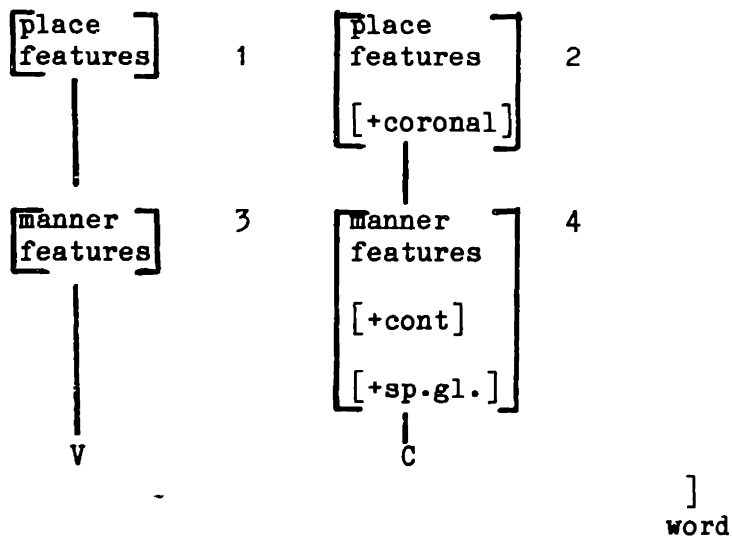 [place [place
features] 1 features 2
[+coronal]]
[manner [manner
features] 3 features 4
[+cont]
[+sp.gl.]]
V C
]
word